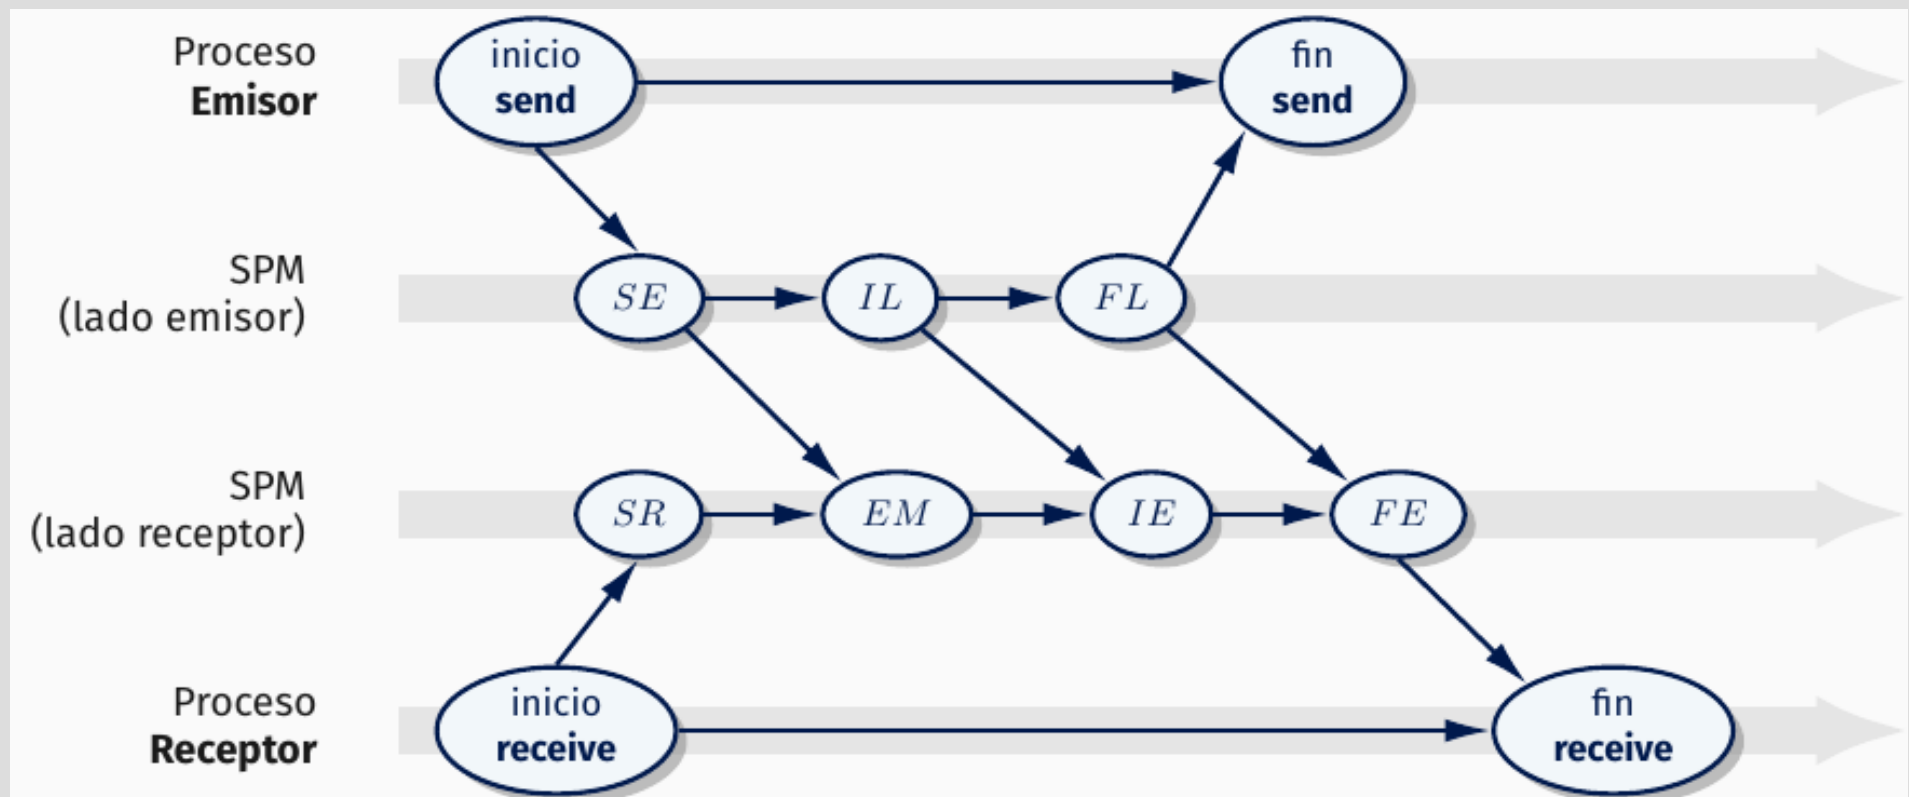 Proceso
Emisor
inicio
send
fin
send
SPM
(lado emisor)
SE
IL
FL
SPM
(lado receptor)
SR
EM
IE
FE
Proceso
Receptor
inicio
receive
fin
receive